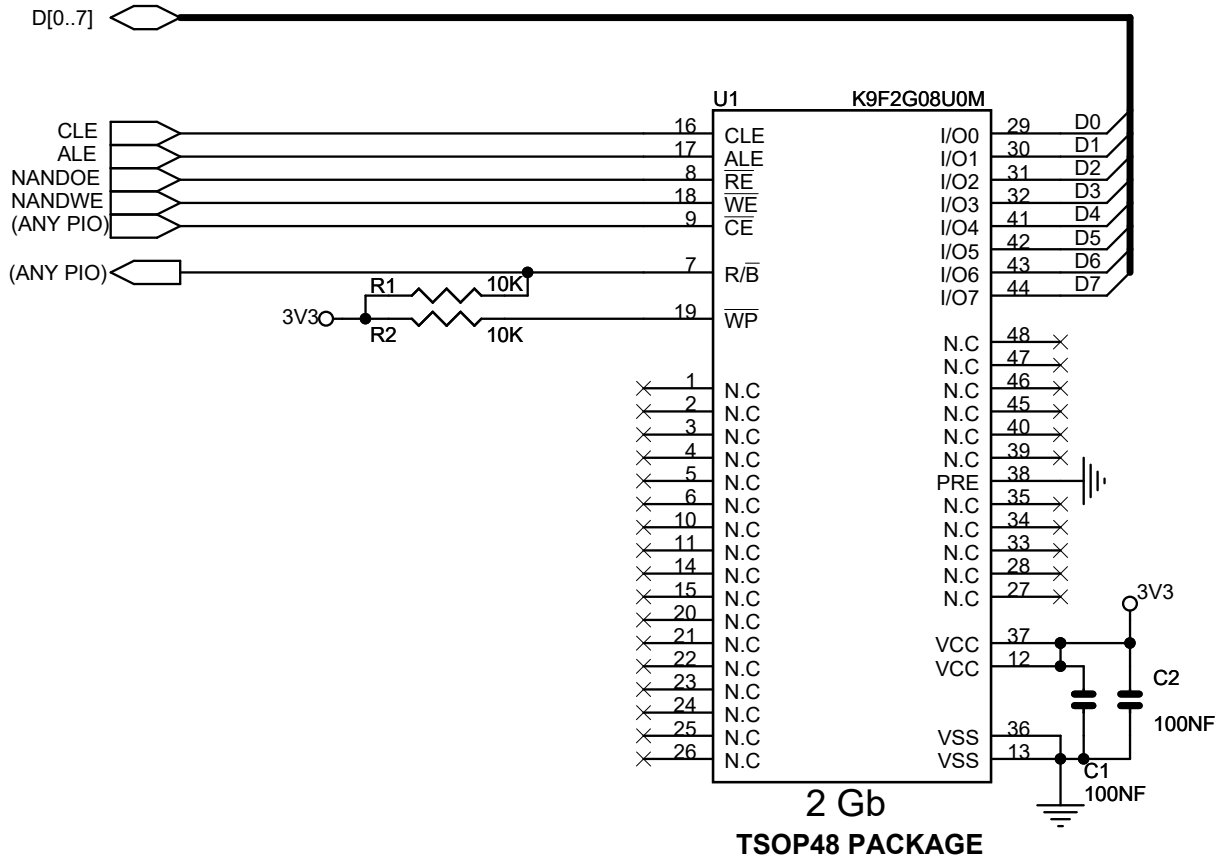 D[0..7]
U1 K9F2G08U0M
CLE 16 CLE I/O0 29 D0
ALE 17 ALE I/O1 30 D1
NANDOE 8 RE I/O2 31 D2
NANDWE 18 WE I/O3 32 D3
(ANY PIO) 9 CE I/O4 41 D4
I/O5 42 D5
(ANY PIO) 7 R/B I/O6 43 D6
R1 10K I/O7 44 D7
3V3 19 WP
R2 10K
N.C 48
N.C 47
1 N.C N.C 46
2 N.C N.C 45
3 N.C N.C 40
4 N.C N.C 39
5 N.C PRE 38
6 N.C N.C 35
10 N.C N.C 34
11 N.C N.C 33
14 N.C N.C 28
15 N.C N.C 27
3V3
20 N.C
21 N.C VCC 37
22 N.C VCC 12
23 N.C C2
24 N.C 100NF
25 N.C VSS 36
26 N.C VSS 13
C1
100NF
2 Gb
TSOP48 PACKAGE